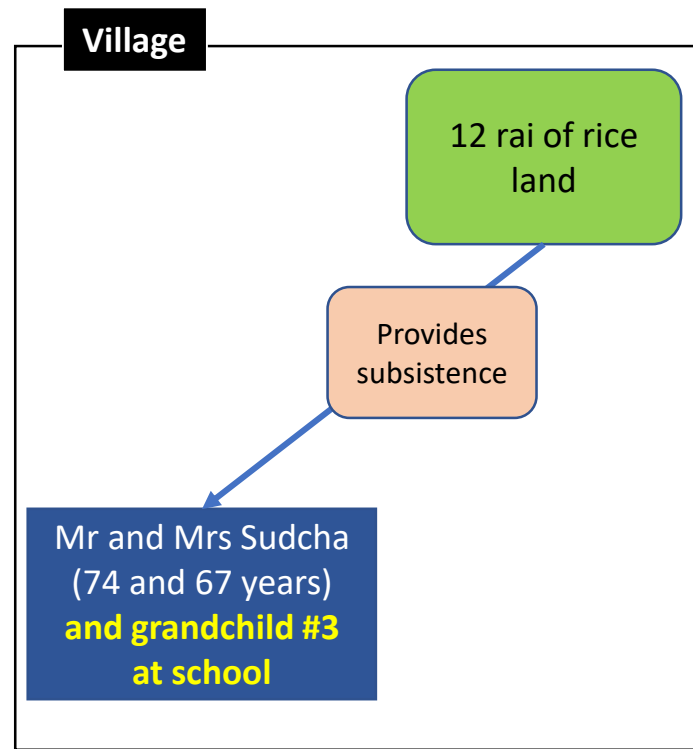 Village
12 rai of rice
land
Provides
subsistence
Mr and Mrs Sudcha
(74 and 67 years)
and grandchild #3
at school